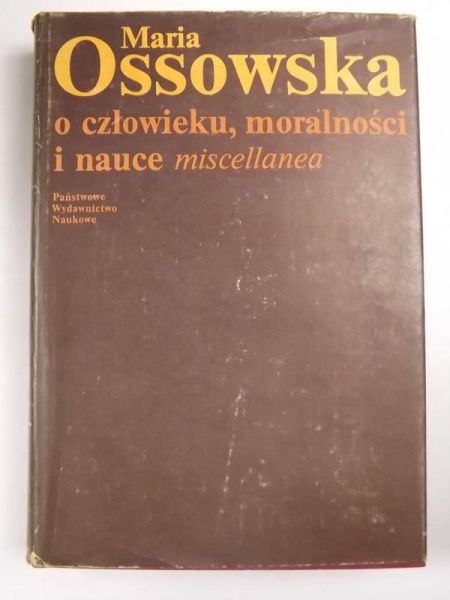 Maria
Ossowska
o człowieku, moralności
i nauce miscellanea
Państwowe
Wydawnictwo
Naukowe